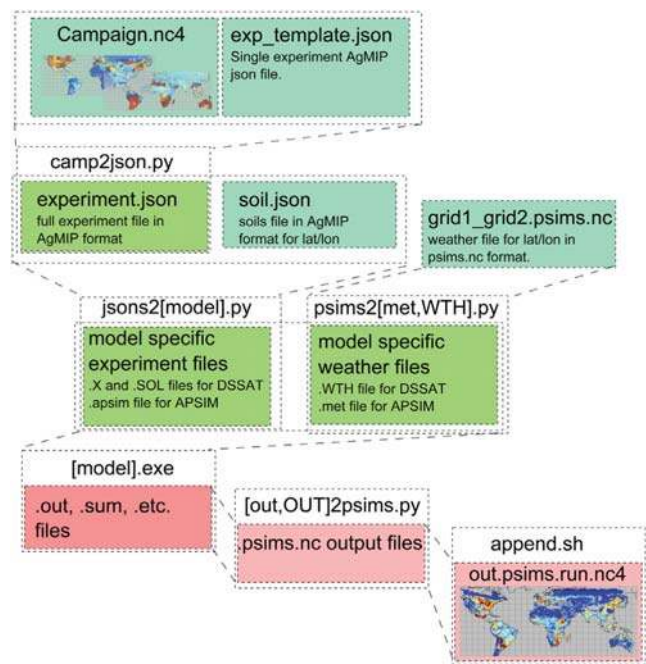 Campaign.nc4
exp_template.json
Single experiment AgMIP
json file.
camp2json.py
experiment.json
full experiment file in
AgMIP format
soil.json
soils file in AgMIP
format for lat/lon
grid1_grid2.psims.nc
weather file for lat/lon in
psims.nc format.
jsons2[model].py
model specific
experiment files
.X and .SOL files for DSSAT
.apsim file for APSIM
psims2[met,WTH].py
model specific
weather files
.WTH file for DSSAT
.met file for APSIM
[model].exe
.out, .sum, .etc.
files
[out,OUT]2psims.py
.psims.nc output files
append.sh
out.psims.run.nc4